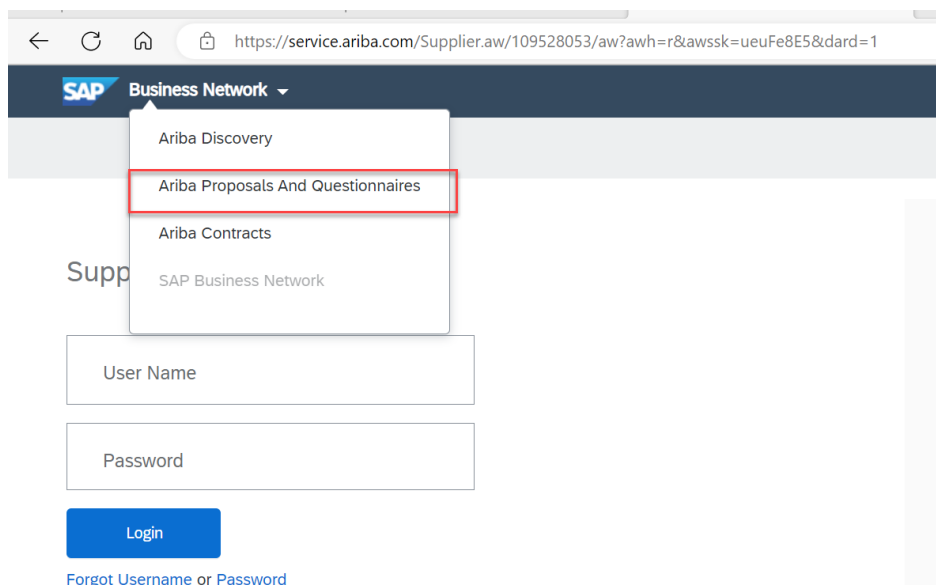 https://service.ariba.com/Supplier.aw/109528053/aw?awh=r&awssk=ueuFe8E5&dard=1
SAP Business Network
Ariba Discovery
Ariba Proposals And Questionnaires
Ariba Contracts
Supp
SAP Business Network
User Name
Password
Login
Forgot Username or Password